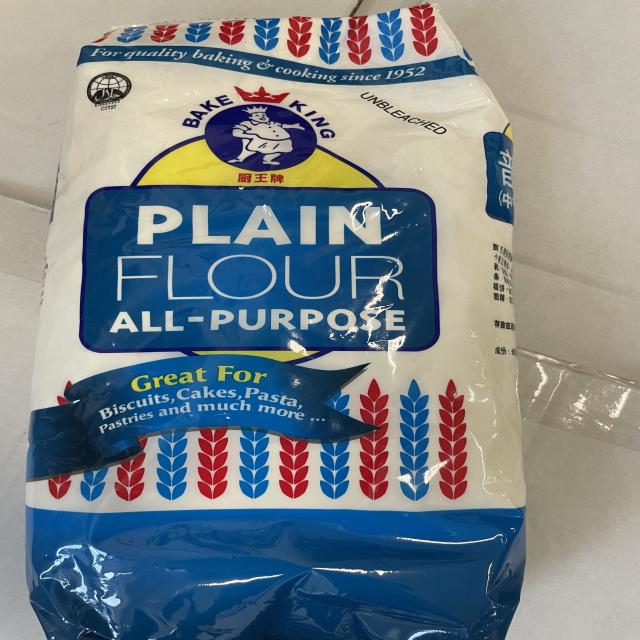 For quality baking & cooking since 1952
UNBLEACHED
BAKE KING
厨王牌
PLAIN
FLOUR
ALL-PURPOSE
Great For
Biscuits, Cakes, Pasta,
Pastries and much more ...